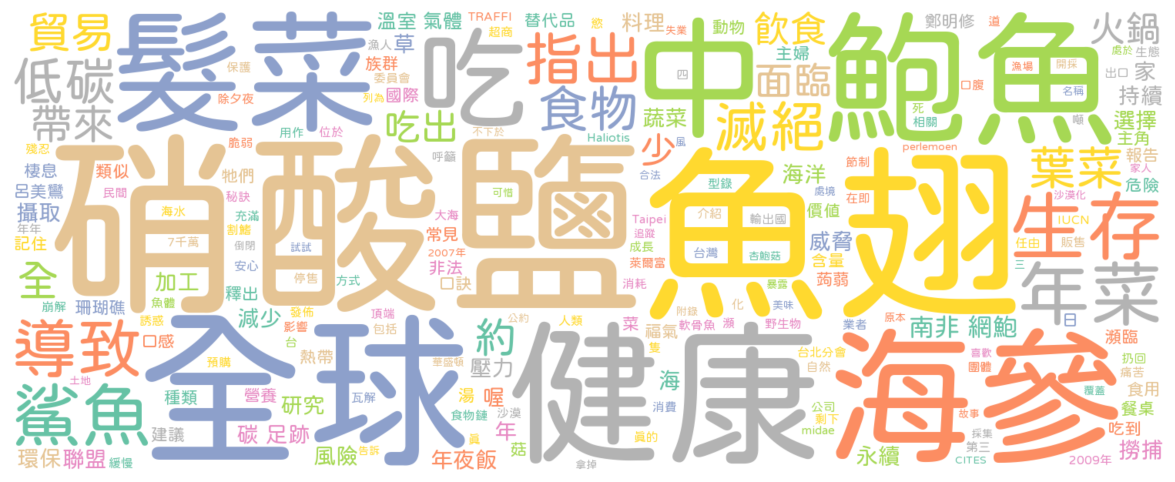 貿易
髮菜
吃
溫室 氣體
TRAFFI
替代品
慾
料理
失業
動物
飲食
鄭明修
道
火鍋
低碳
漁人
草
超商
指出
中
主婦
鮑魚
漁場
開採
處於
生態
帶來
保護
族群
委員會
除夕夜
列為
國際
食物
四
蔬菜
面臨
口腹
出口
家
名稱
持續
吃出
滅絕
死
相關
選擇
主角
殘忍
脆弱
用作
位於
不下於
Haliotis
少
風
perlemoen
噸
棲息
類似
牠們
呼籲
合法
海洋
節制
葉菜
報告
家人
危險
呂美鸞
民間
秘訣
硝酸鹽
可惜
魚翅
型錄
處境
在即
沙漠化
攝取
海水
充滿
大海
Taipei
介紹
輸出國
價值
生存
IUCN
年年
記住
割鰭
試試
常見
追蹤
台灣
威脅
任由
販售
7千萬
倒閉
2007年
成長
杏鮑菇
含量
三
全
加工
安心
停售
方式
非法
口訣
萊爾富
消耗
暴露
蒟蒻
年菜
崩解
珊瑚礁
魚體
釋出
減少
發佈
影響
頂端
包括
公約
人類
附錄
化
美味
野生物
業者
原本
南非
網鮑
日
瀕臨
導致
誘惑
口感
全球
台
熱帶
華盛頓
約
壓力
健康
菜
福氣
軟骨魚
瀕
隻
台北分會
自然
海參
喜歡
團體
扔回
痛苦
土地
預購
鯊魚
種類
營養
研究
瓦解
湯
喔
食物鏈
沙漠
海
消費
公司
剩下
midae
故事
覆蓋
食用
餐桌
建議
碳 足跡
年
菇
真
真的
採集
第三
吃到
環保
聯盟
緩慢
風險
告訴
年夜飯
拿掉
永續
CITES
2009年
撈捕